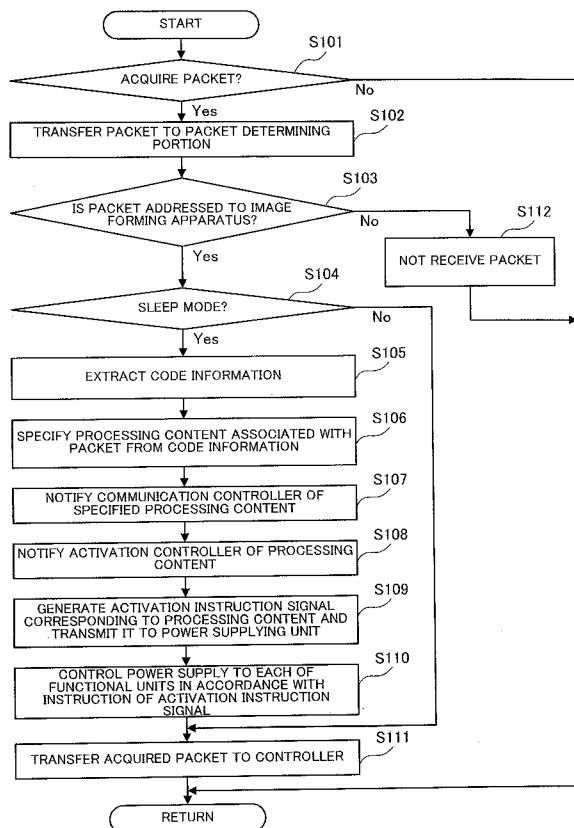 START
S101
ACQUIRE PACKET?
No
Yes
S102
TRANSFER PACKET TO PACKET DETERMINING
PORTION
S103
IS PACKET ADDRESSED TO IMAGE
FORMING APPARATUS?
No
S112
Yes
NOT RECEIVE PACKET
S104
SLEEP MODE?
No
Yes
S105
EXTRACT CODE INFORMATION
S106
SPECIFY PROCESSING CONTENT ASSOCIATED WITH
PACKET FROM CODE INFORMATION
S107
NOTIFY COMMUNICATION CONTROLLER OF
SPECIFIED PROCESSING CONTENT
S108
NOTIFY ACTIVATION CONTROLLER OF PROCESSING
CONTENT
S109
GENERATE ACTIVATION INSTRUCTION SIGNAL
CORRESPONDING TO PROCESSING CONTENT AND
TRANSMIT IT TO POWER SUPPLYING UNIT
S110
CONTROL POWER SUPPLY TO EACH OF
FUNCTIONAL UNITS IN ACCORDANCE WITH
INSTRUCTION OF ACTIVATION INSTRUCTION
SIGNAL
S111
TRANSFER ACQUIRED PACKET TO CONTROLLER
RETURN